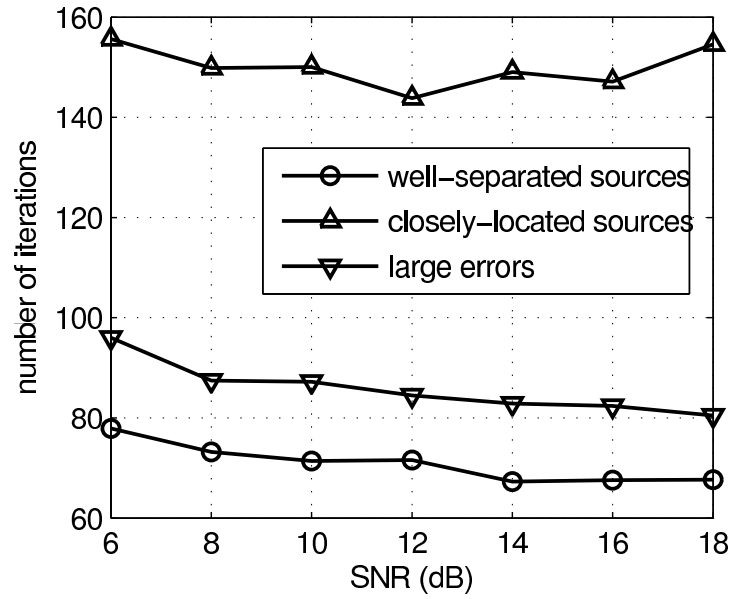 160
140
120
100
80
60
number of iterations
well-separated sources
closely-located sources
large errors
6 8 10 12 14 16 18
SNR (dB)